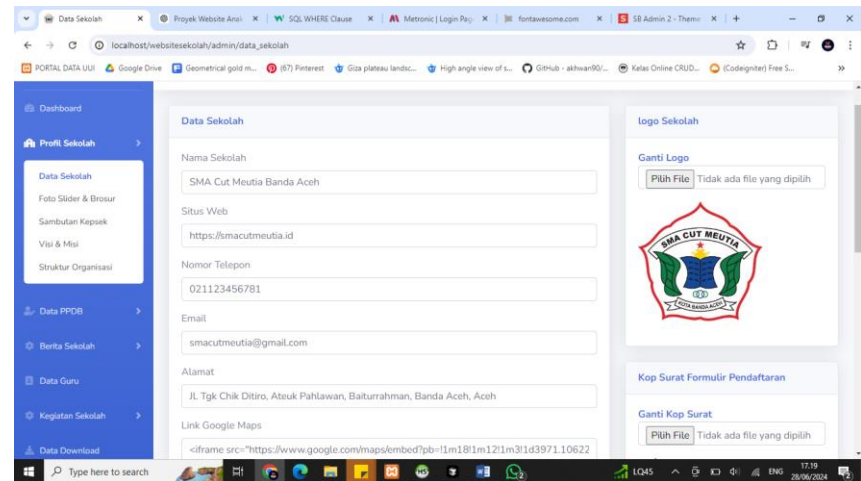 Data Sekolah
Proyek Website Anal
SQL WHERE Clause
Metronic | Login Pag
fontawesome.com
SB Admin 2 - Theme
localhost/websitesekolah/admin/data_sekolah
PORTAL DATA UUI
Google Drive
Geometrical gold m...
(67) Pinterest
Giza plateau landsc...
High angle view of s...
GitHub - akhwan90/...
Kelas Online CRUD...
(Codeigniter) Free S...
Dashboard
Profil Sekolah
Data Sekolah
Foto Slider & Brosur
Sambutan Kepsek
Visi & Misi
Struktur Organisasi
Data PPDB
Berita Sekolah
Data Guru
Kegiatan Sekolah
Data Download
Data Sekolah
Nama Sekolah
SMA Cut Meutia Banda Aceh
Situs Web
https://smacutmeutia.id
Nomor Telepon
021123456781
Email
smacutmeutia@gmail.com
Alamat
Jl. Tgk Chik Ditiro, Ateuk Pahlawan, Baiturrahman, Banda Aceh, Aceh
Link Google Maps
<iframe src="https://www.google.com/maps/embed?pb=!1m18!1m12!1m3!1d3971.10622
logo Sekolah
Ganti Logo
Pilih File Tidak ada file yang dipilih
SMA CUT MEUTIA
KOTA BANDA ACEH
Kop Surat Formulir Pendaftaran
Ganti Kop Surat
Pilih File Tidak ada file yang dipilih
Type here to search
LQ45
ENG
17.19
28/06/2024